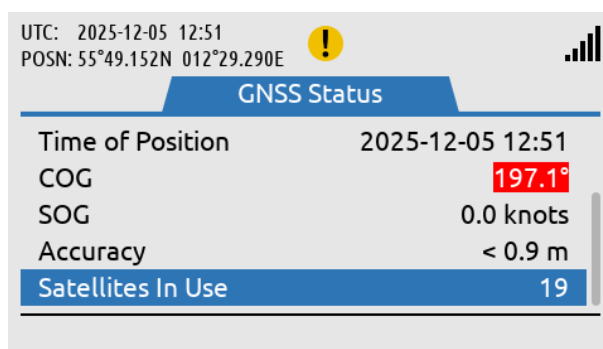 UTC: 2025-12-05 12:51
POSN: 55°49.152N 012°29.290E
!
GNSS Status
Time of Position 2025-12-05 12:51
COG 197.1°
SOG 0.0 knots
Accuracy < 0.9 m
Satellites In Use 19